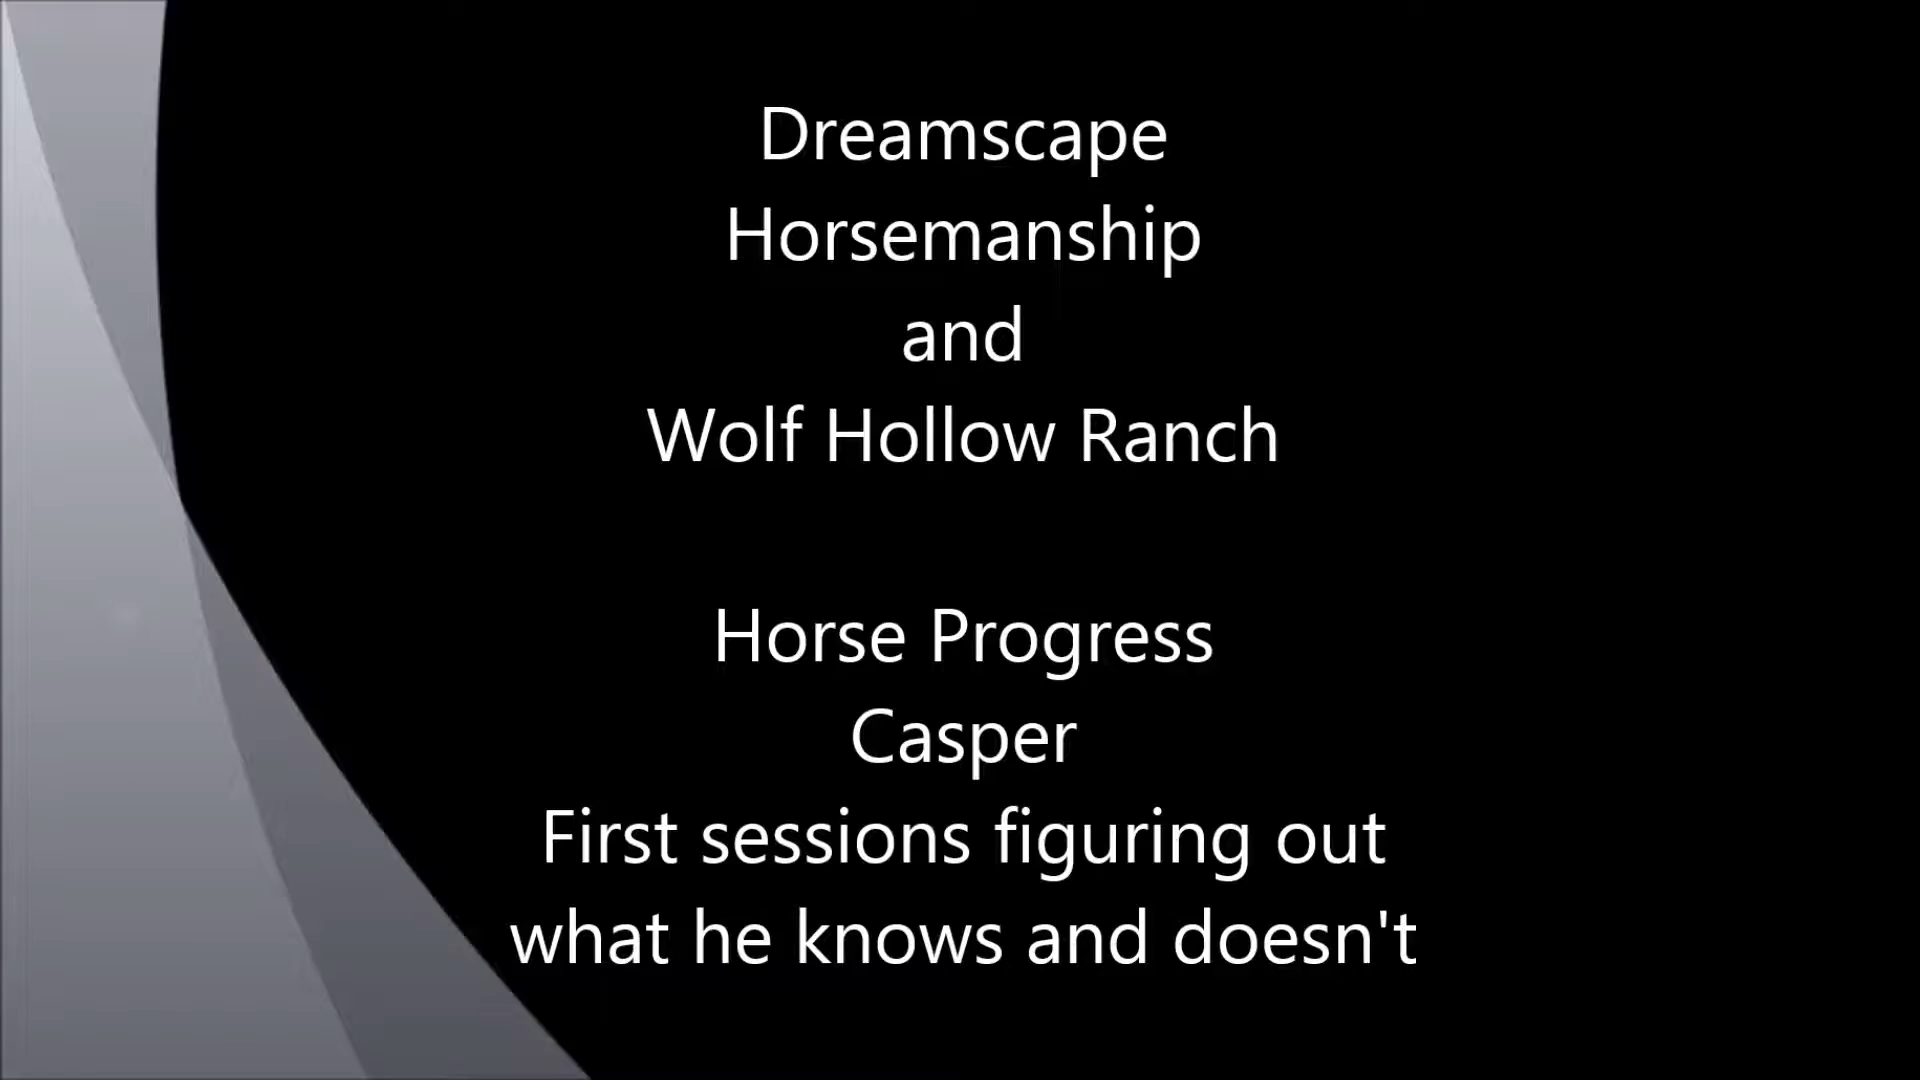 Dreamscape
Horsemanship
and
Wolf Hollow Ranch
Horse Progress
Casper
First sessions figuring out
what he knows and doesn't